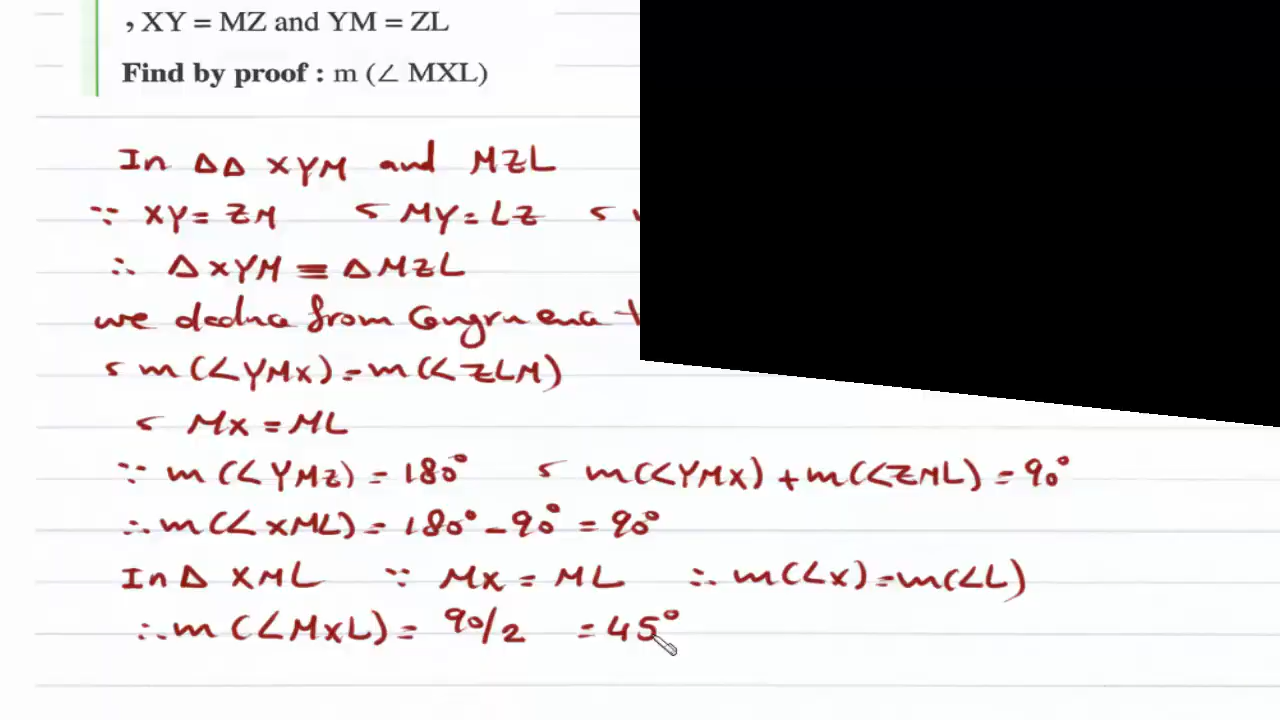 , XY = MZ and YM = ZL
Find by proof : m (∠ MXL)
In ΔΔ XYM and MZL
∵ XY = ZM , MY = LZ ,
∴ Δ XYM ≡ Δ MZL
we deduce from Congruence
, m (∠YMX) = m (∠ZLM)
, MX = ML
∵ m (∠YMZ) = 180° , m (∠YMX) + m (∠ZML) = 90°
∴ m (∠XML) = 180° - 90° = 90°
In Δ XML ∵ MX = ML ∴ m (∠X) = m (∠L)
∴ m (∠MXL) = 90/2 = 45°